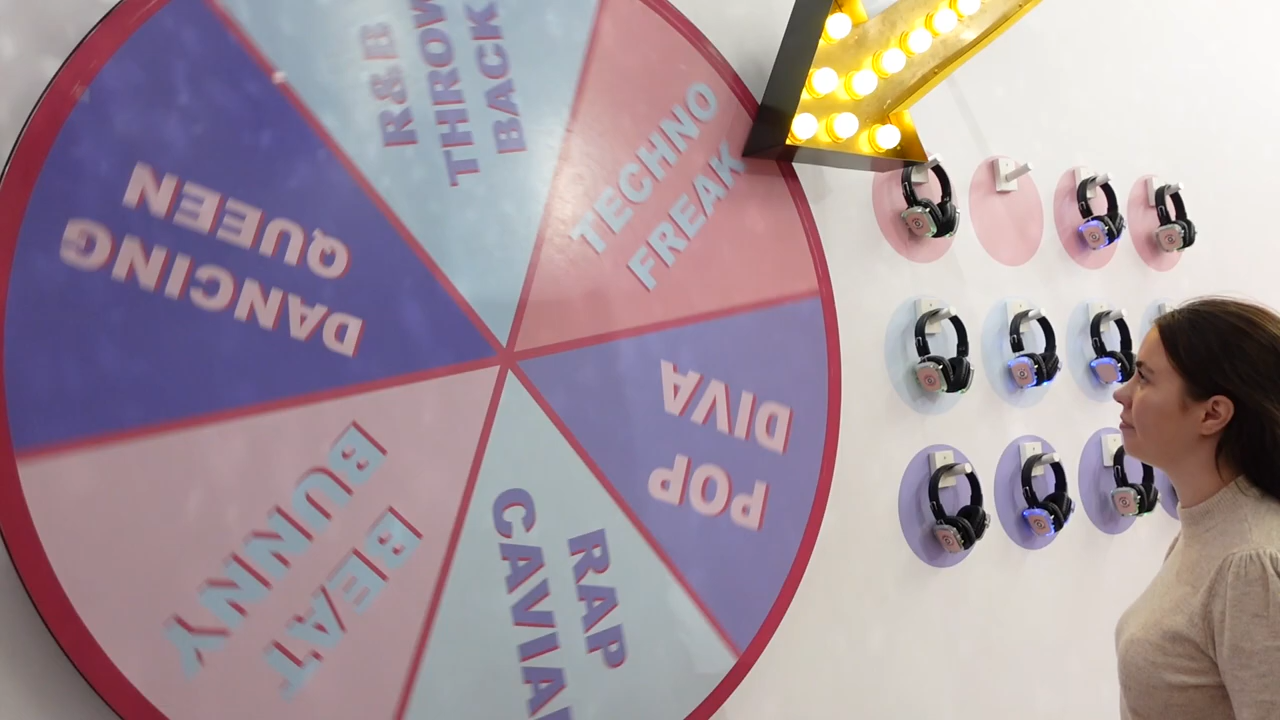 R&B
THROW
BACK
TECHNO
FREAK
POP
DIVA
RAP
CAVIAR
BEAT
BUNNY
DANCING
QUEEN